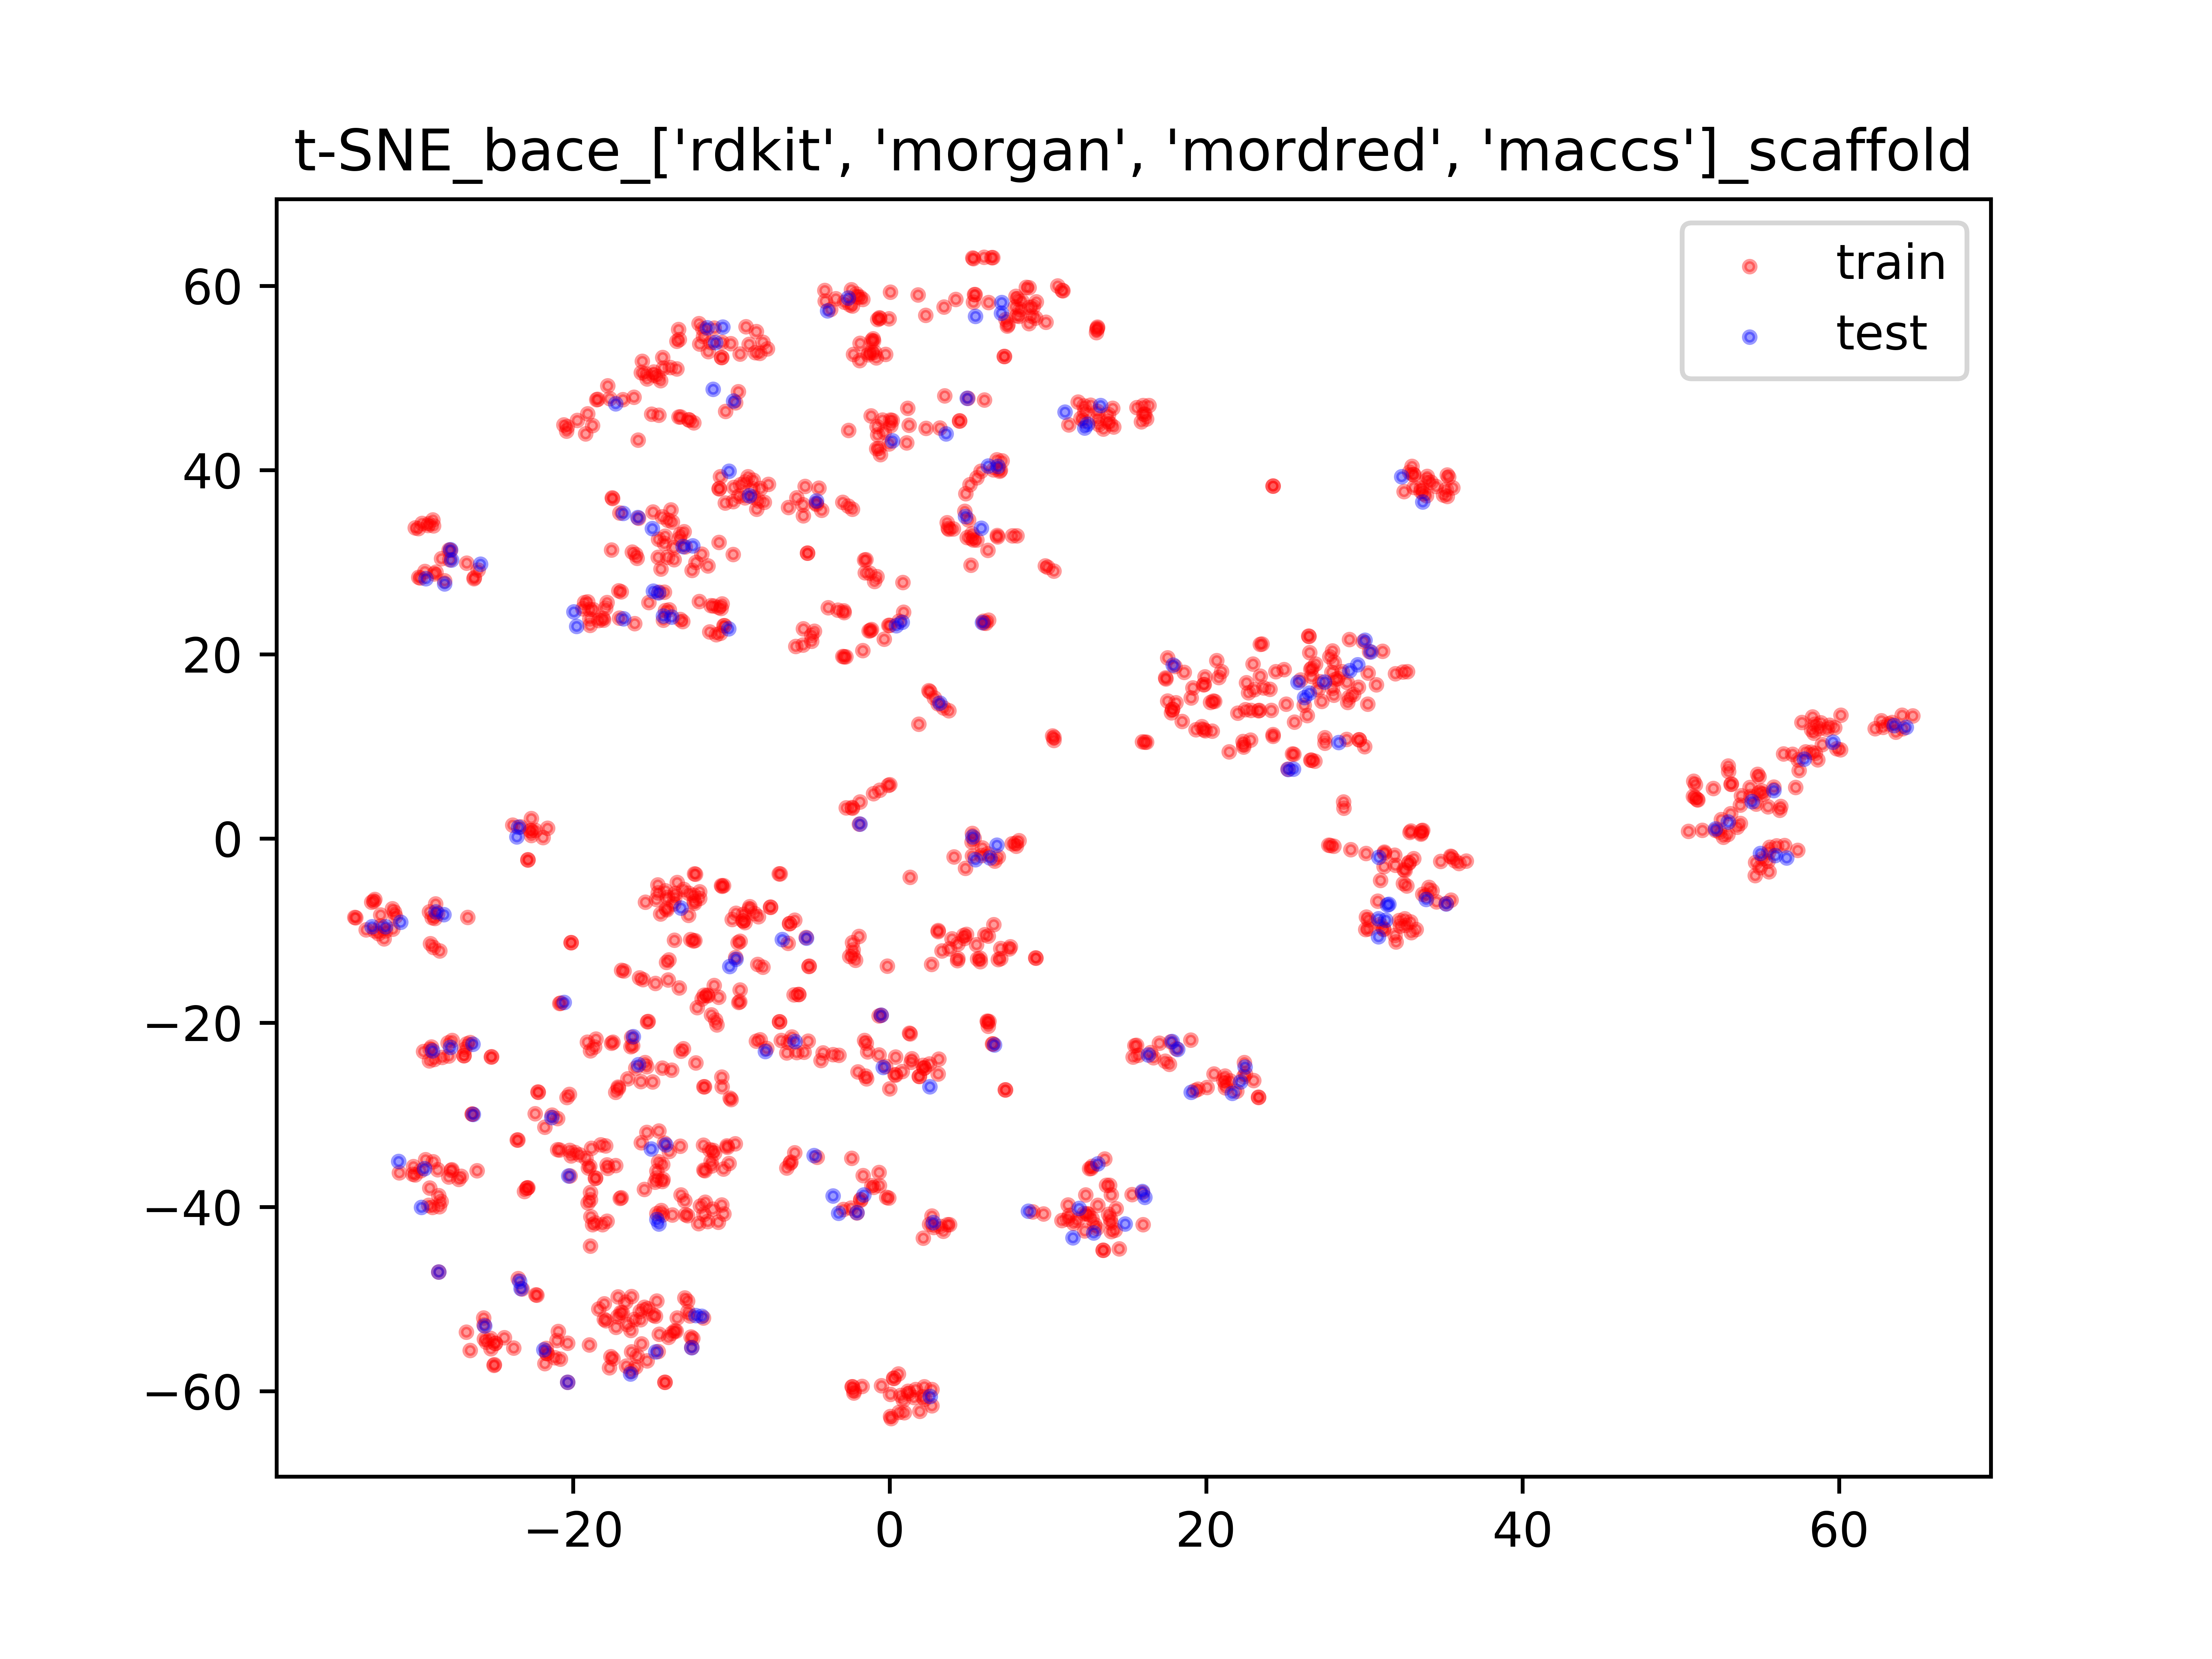 t-SNE_bace_['rdkit', 'morgan', 'mordred', 'maccs']_scaffold
train
test
60
40
20
0
−20
−40
−60
−20 0 20 40 60